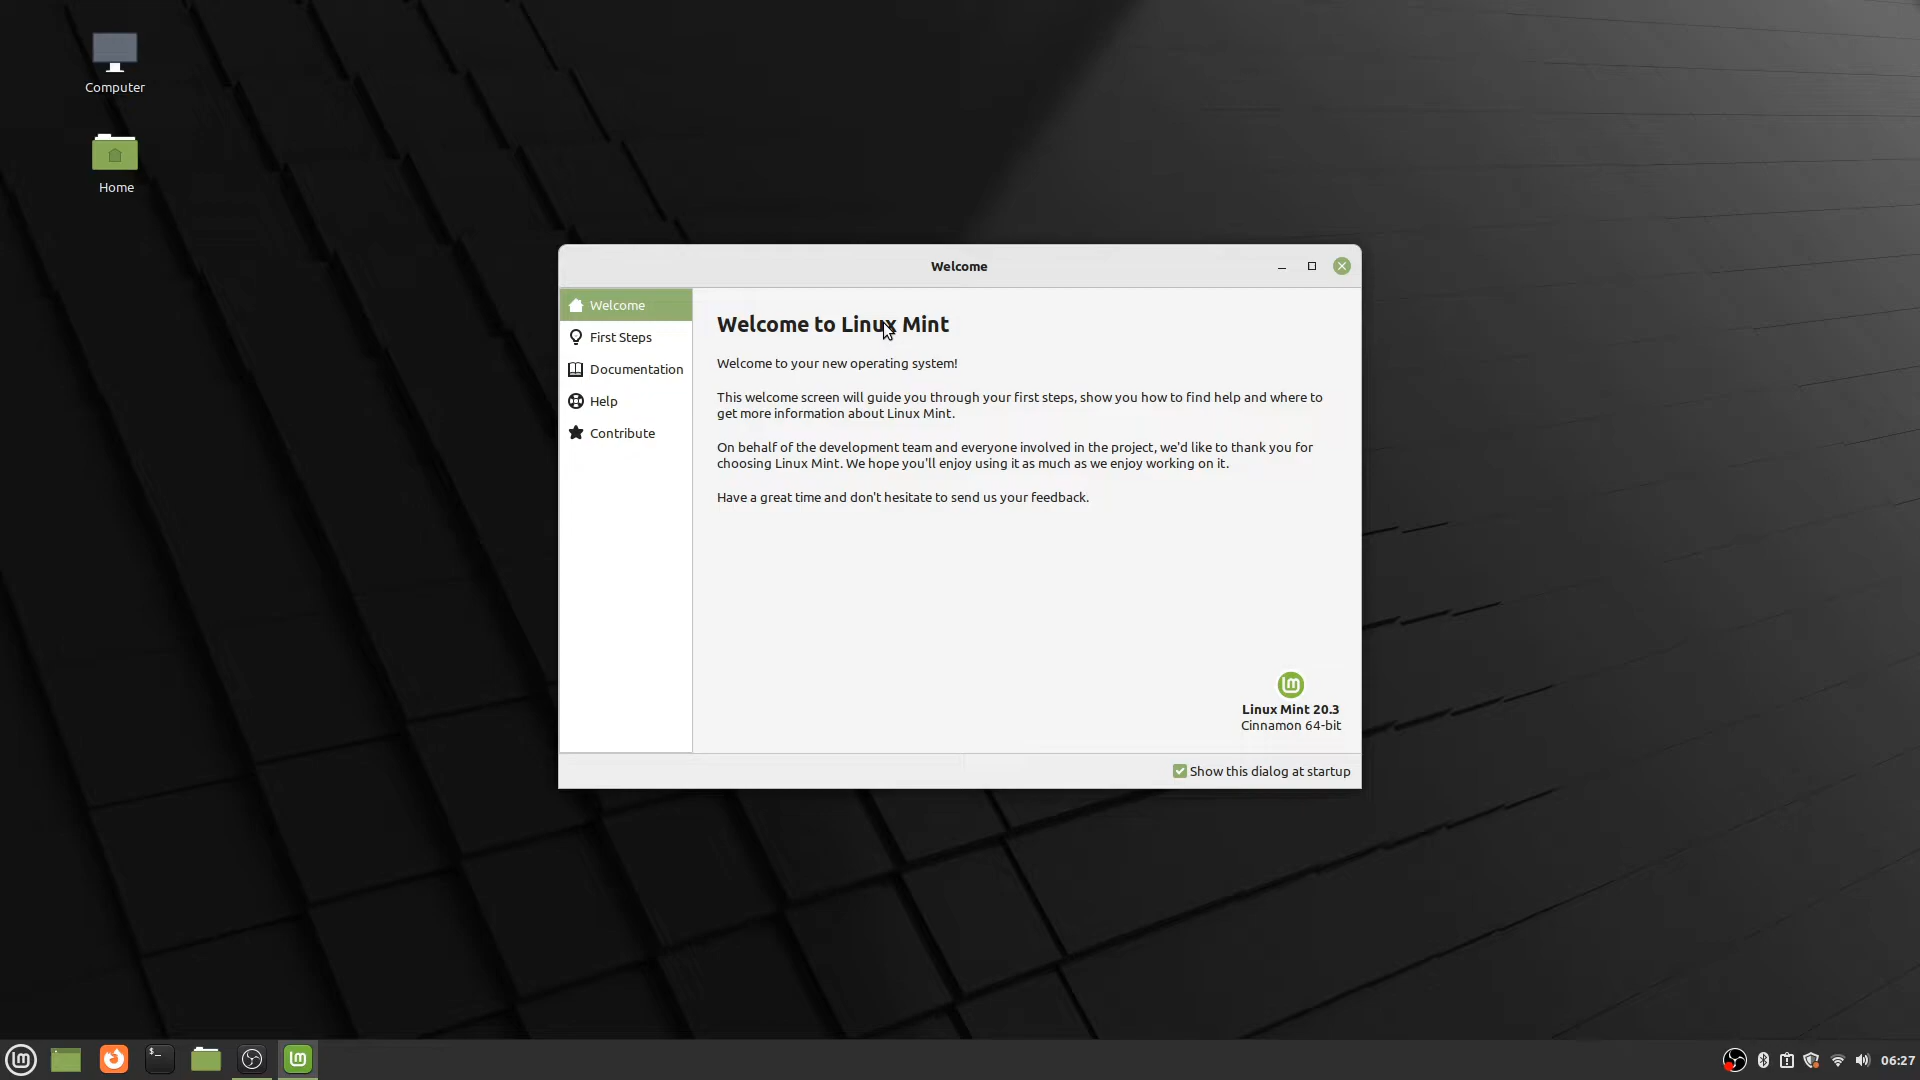 Computer
Home
Welcome
Welcome
First Steps
Documentation
Help
Contribute
Welcome to Linux Mint
Welcome to your new operating system!
This welcome screen will guide you through your first steps, show you how to find help and where to
get more information about Linux Mint.
On behalf of the development team and everyone involved in the project, we'd like to thank you for
choosing Linux Mint. We hope you'll enjoy using it as much as we enjoy working on it.
Have a great time and don't hesitate to send us your feedback.
Linux Mint 20.3
Cinnamon 64-bit
Show this dialog at startup
$_
06:27